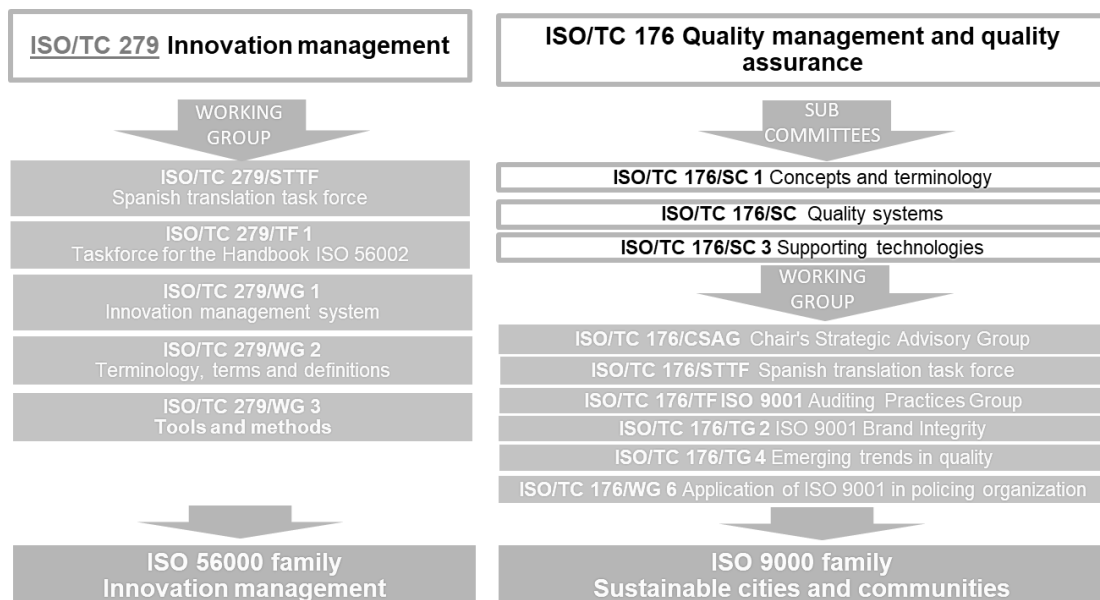 ISO/TC 279 Innovation management
WORKING
GROUP
ISO/TC 279/STTF
Spanish translation task force
ISO/TC 279/TF 1
Taskforce for the Handbook ISO 56002
ISO/TC 279/WG 1
Innovation management system
ISO/TC 279/WG 2
Terminology, terms and definitions
ISO/TC 279/WG 3
Tools and methods
ISO 56000 family
Innovation management
ISO/TC 176 Quality management and quality
assurance
SUB
COMMITTEES
ISO/TC 176/SC 1 Concepts and terminology
ISO/TC 176/SC Quality systems
ISO/TC 176/SC 3 Supporting technologies
WORKING
GROUP
ISO/TC 176/CSAG Chair's Strategic Advisory Group
ISO/TC 176/STTF Spanish translation task force
ISO/TC 176/TF ISO 9001 Auditing Practices Group
ISO/TC 176/TG 2 ISO 9001 Brand Integrity
ISO/TC 176/TG 4 Emerging trends in quality
ISO/TC 176/WG 6 Application of ISO 9001 in policing organization
ISO 9000 family
Sustainable cities and communities